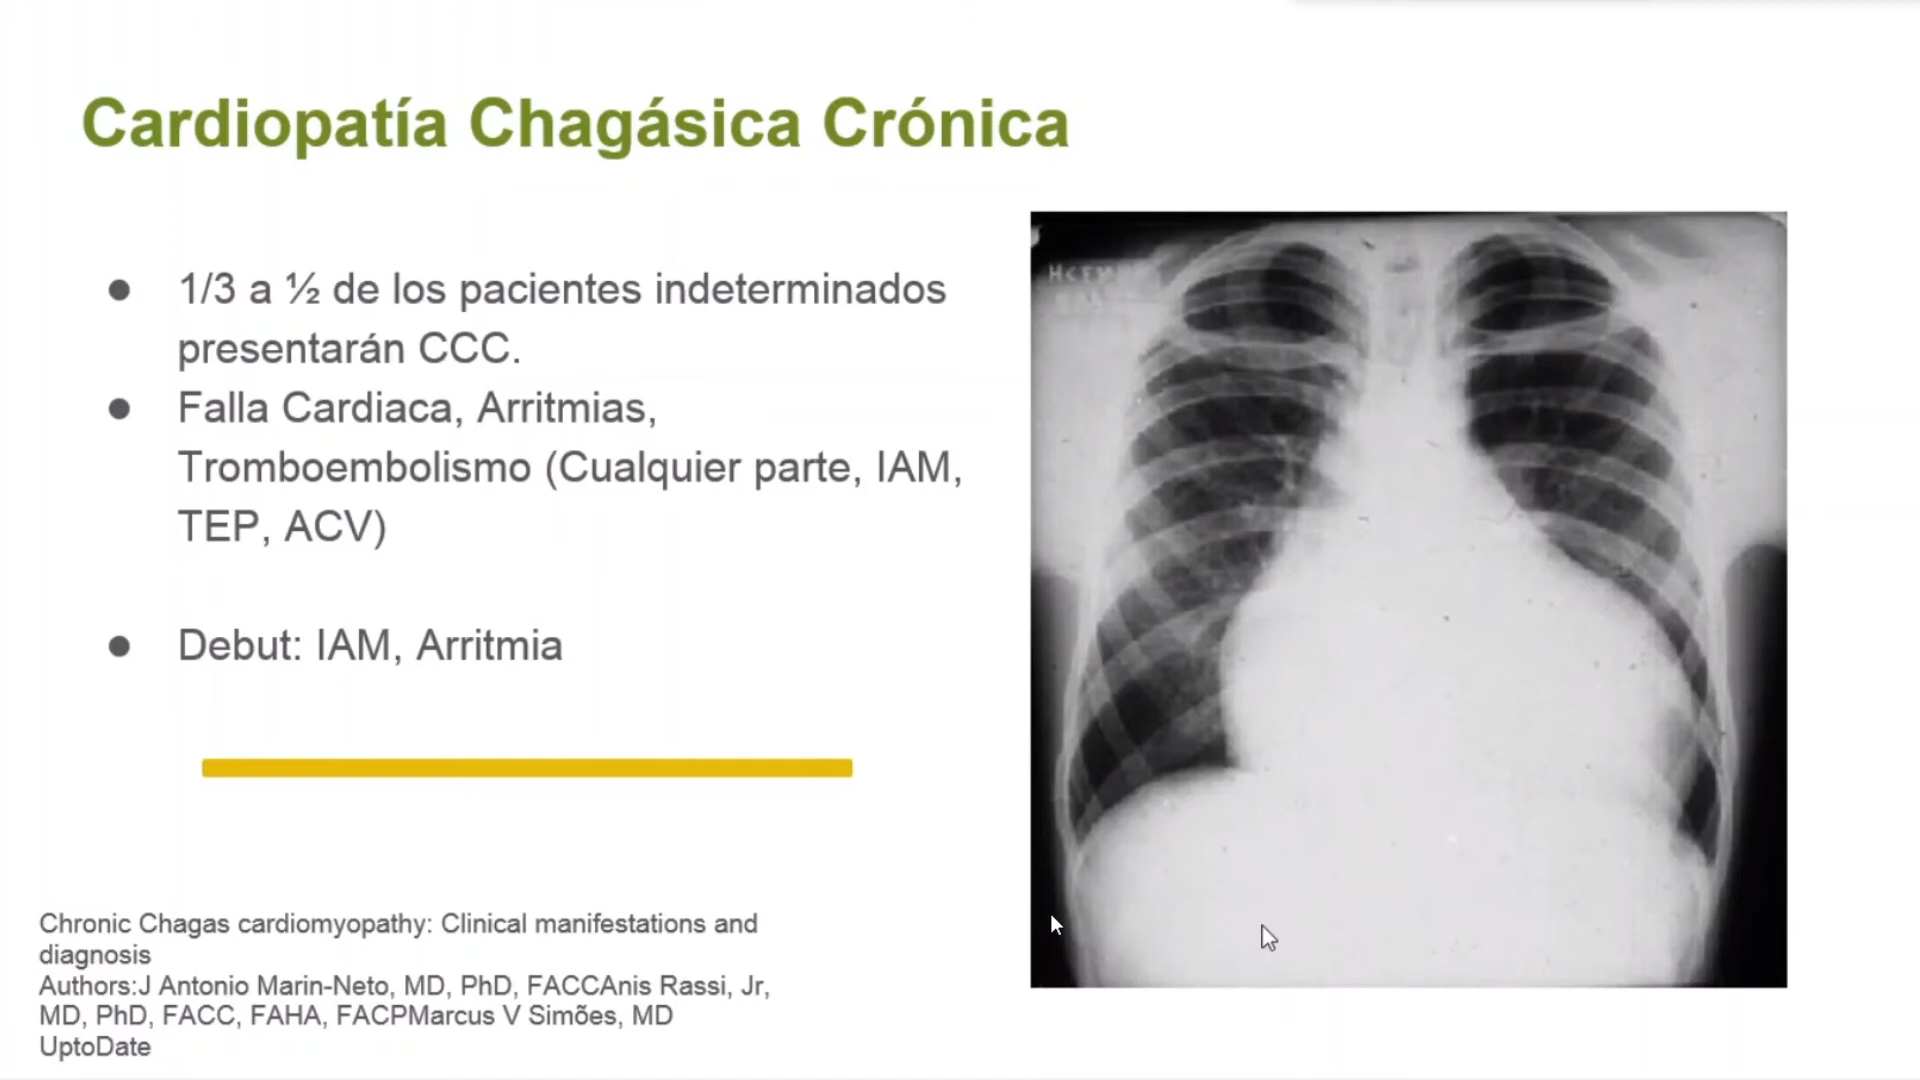 Cardiopatía Chagásica Crónica
● 1/3 a ½ de los pacientes indeterminados
presentarán CCC.
● Falla Cardiaca, Arritmias,
Tromboembolismo (Cualquier parte, IAM,
TEP, ACV)
● Debut: IAM, Arritmia
Chronic Chagas cardiomyopathy: Clinical manifestations and
diagnosis
Authors:J Antonio Marin-Neto, MD, PhD, FACCAnis Rassi, Jr,
MD, PhD, FACC, FAHA, FACPMarcus V Simões, MD
UptoDate